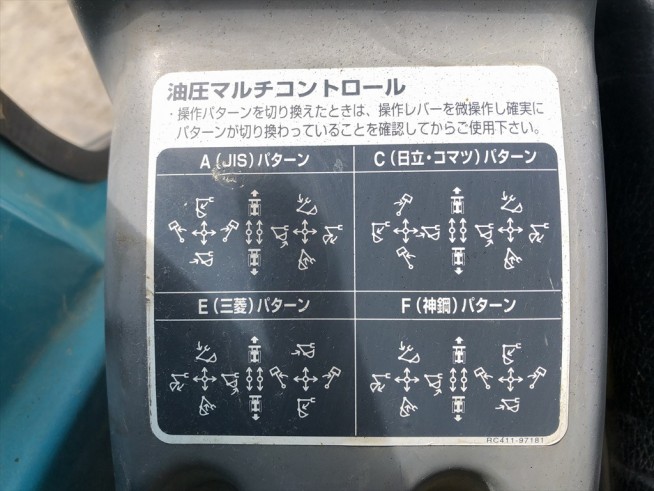 油圧マルチコントロール
・操作パターンを切り換えたときは、操作レバーを微操作し確実に
パターンが切り換わっていることを確認してからご使用下さい。
A(JIS)パターン
C(日立・コマツ)パターン
E(三菱)パターン
F(神鋼)パターン
RC411-97181